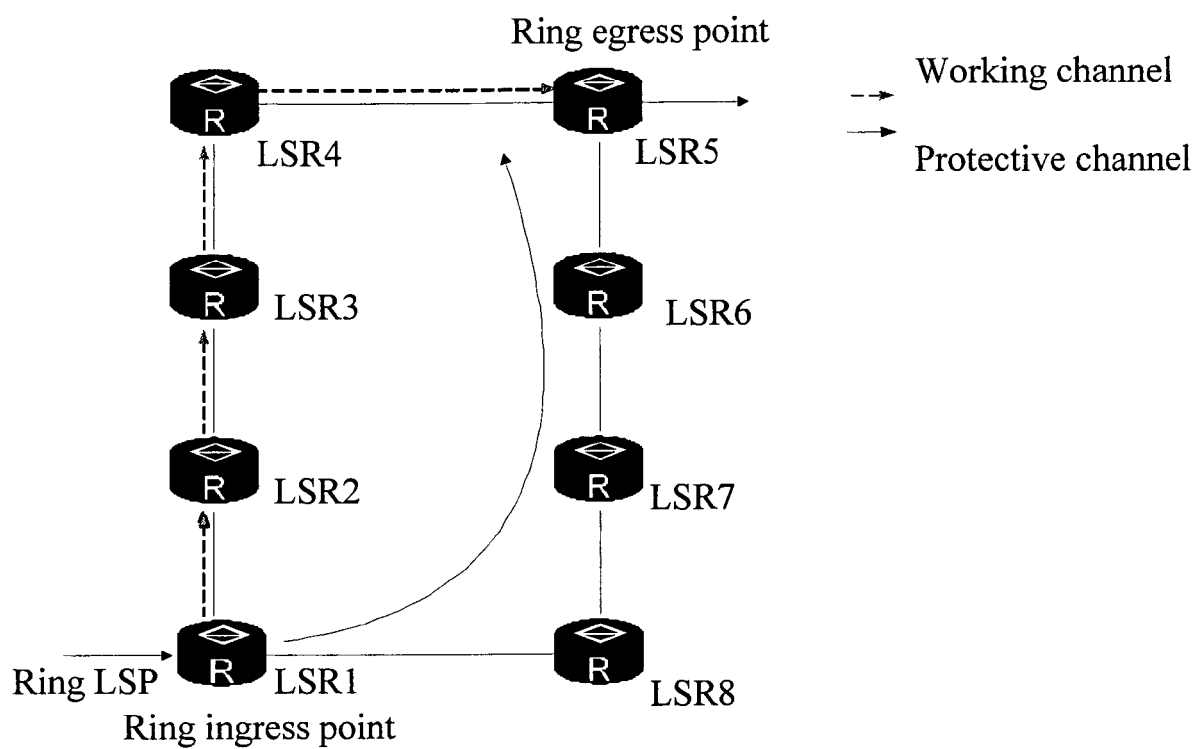 Ring egress point
Working channel
R
LSR4
R
LSR5
Protective channel
R
LSR3
R
LSR6
R
LSR2
R
LSR7
Ring LSP
R
LSR1
R
LSR8
Ring ingress point